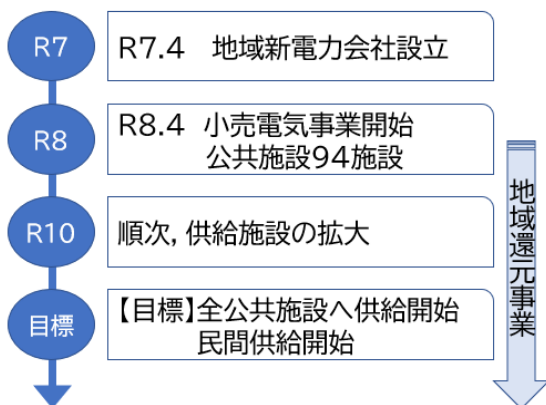 R7
R7.4 地域新電力会社設立
R8
R8.4 小売電気事業開始
公共施設94施設
R10
順次,供給施設の拡大
目標
【目標】全公共施設へ供給開始
民間供給開始
地域還元事業